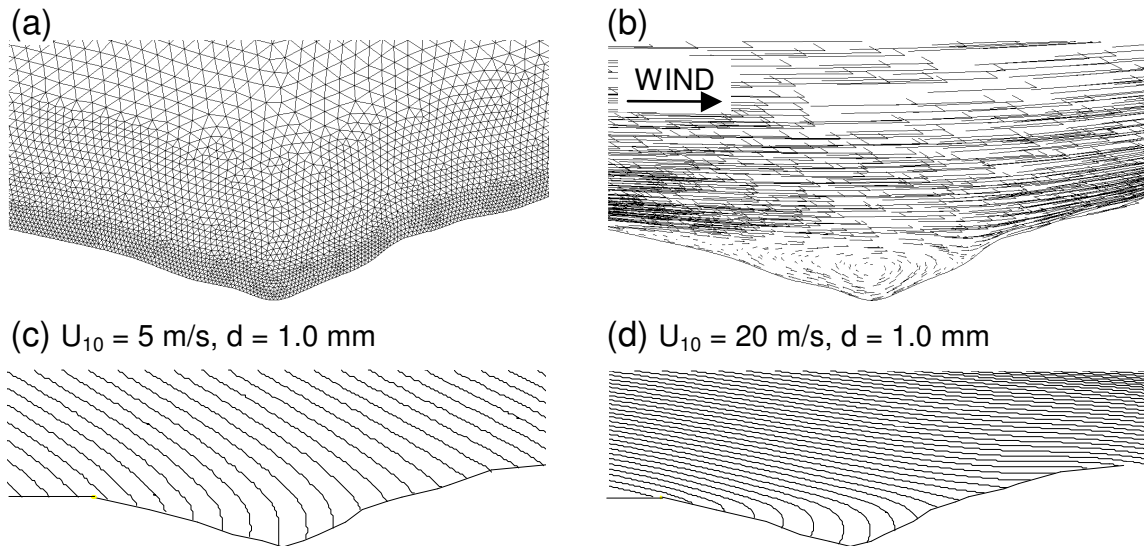 (a)
(b)
WIND
(c) U₁₀ = 5 m/s, d = 1.0 mm
(d) U₁₀ = 20 m/s, d = 1.0 mm